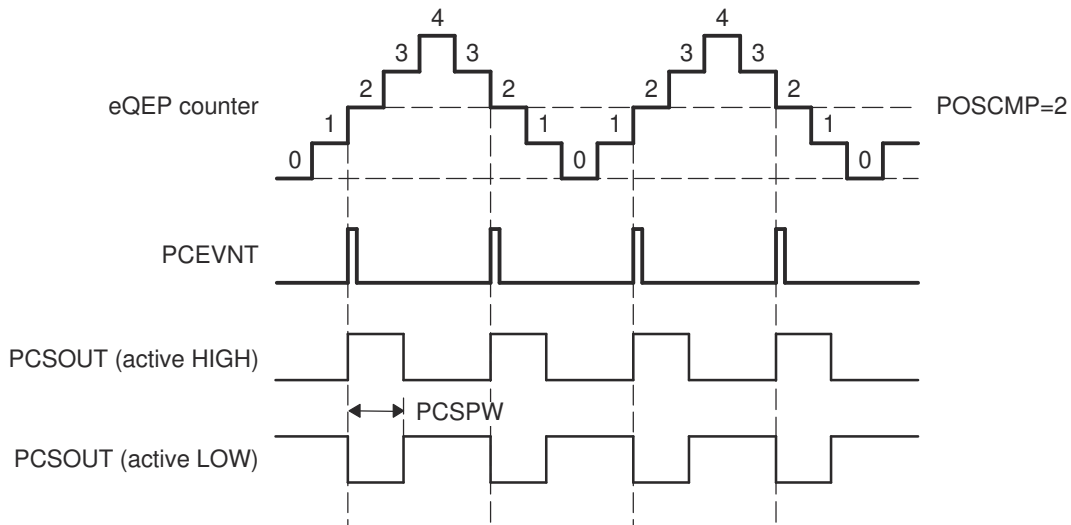 4 4
3 3 3 3
2 2 2 2
eQEP counter POSCMP=2
1 1 1 1
0 0 0
PCEVNT
PCSOUT (active HIGH)
PCSPW
PCSOUT (active LOW)